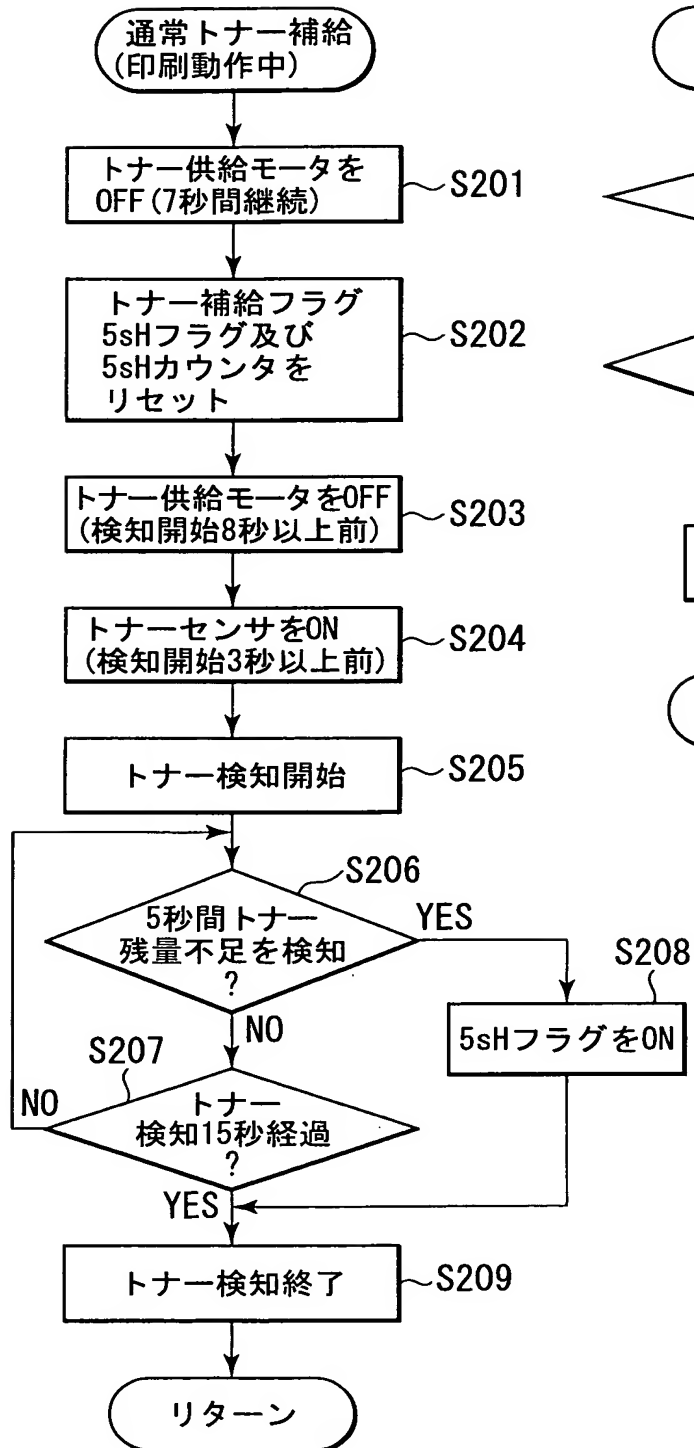 通常トナー補給
(印刷動作中)
トナー供給モータを
OFF(7秒間継続)
S201
トナー補給フラグ
5sHフラグ及び
5sHカウンタを
リセット
S202
トナー供給モータをOFF
(検知開始8秒以上前)
S203
トナーセンサをON
(検知開始3秒以上前)
S204
トナー検知開始
S205
S206
5秒間トナー
残量不足を検知
?
YES
NO
S208
5sHフラグをON
S207
NO
トナー
検知15秒経過
?
YES
トナー検知終了
S209
リターン